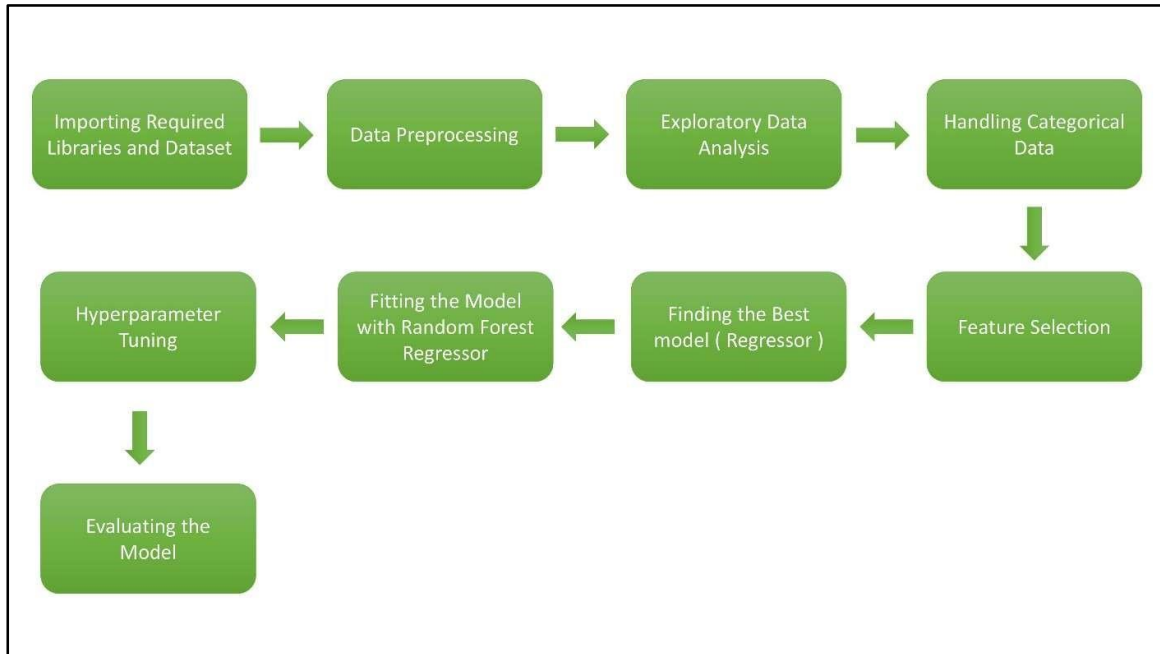 Importing Required
Libraries and Dataset
Data Preprocessing
Exploratory Data
Analysis
Handling Categorical
Data
Feature Selection
Finding the Best
model ( Regressor )
Fitting the Model
with Random Forest
Regressor
Hyperparameter
Tuning
Evaluating the
Model